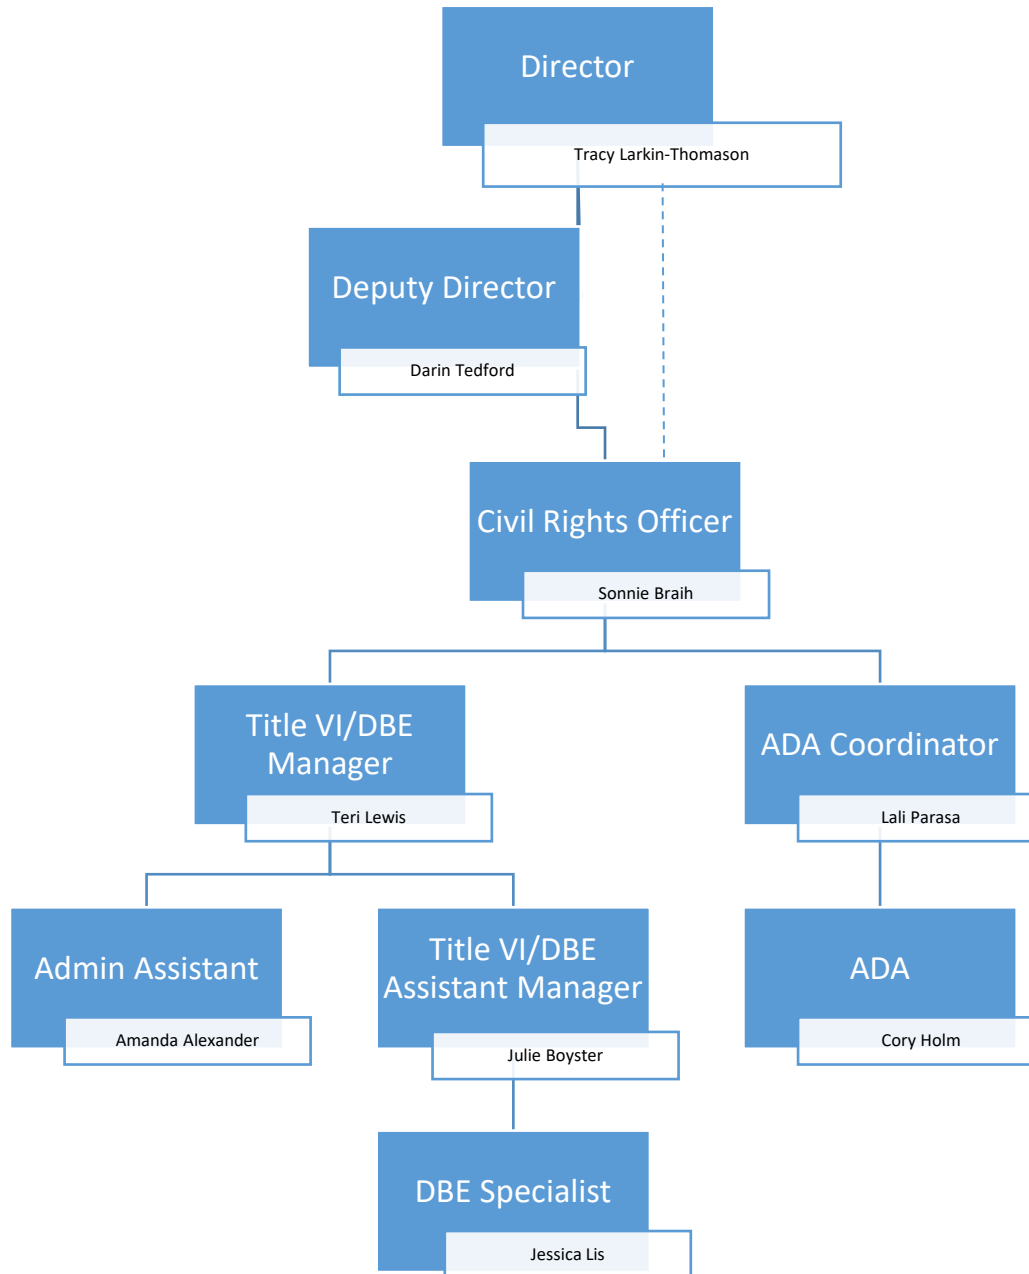 Director
Tracy Larkin-Thomason
Deputy Director
Darin Tedford
Civil Rights Officer
Sonnie Braih
Title VI/DBE
Manager
Teri Lewis
ADA Coordinator
Lali Parasa
Admin Assistant
Amanda Alexander
Title VI/DBE
Assistant Manager
Julie Boyster
ADA
Cory Holm
DBE Specialist
Jessica Lis